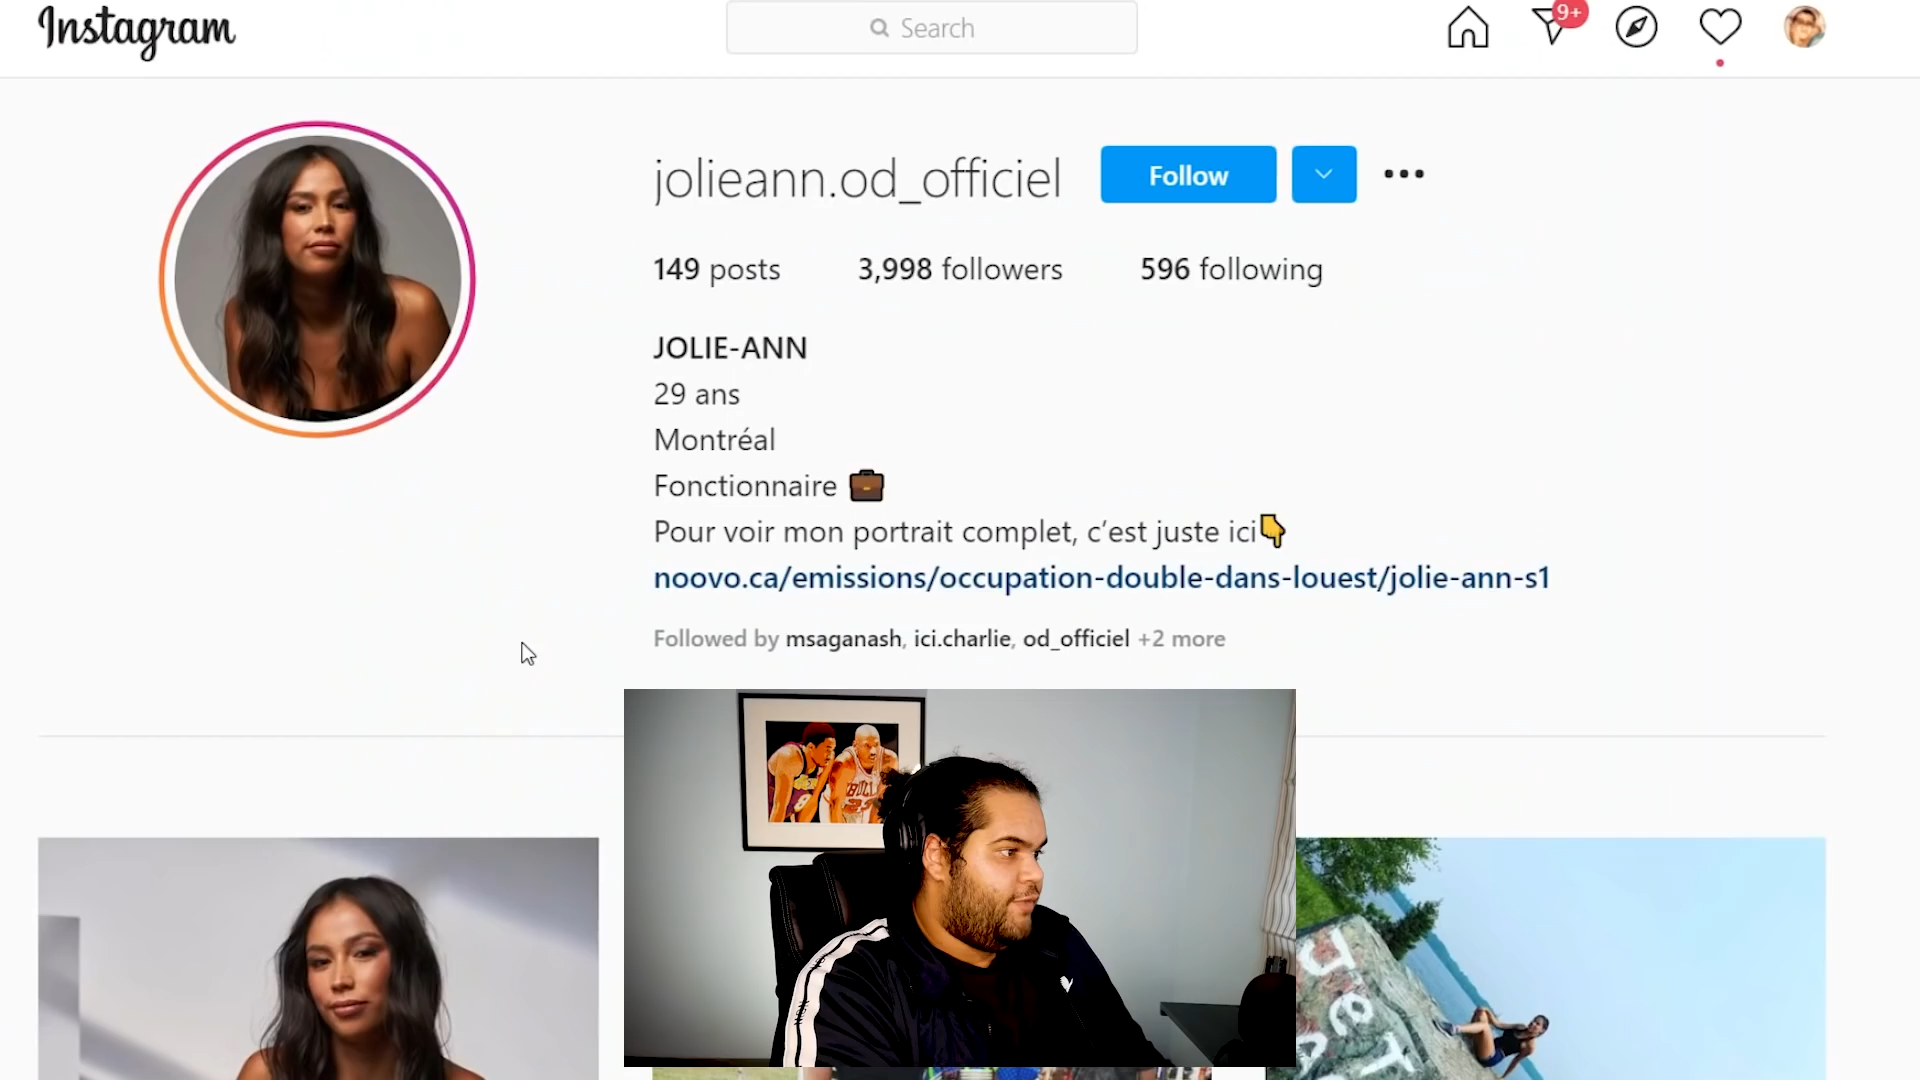 Instagram
Search
9+
jolieann.od_officiel
Follow
149 posts 3,998 followers 596 following
JOLIE-ANN
29 ans
Montréal
Fonctionnaire
Pour voir mon portrait complet, c’est juste ici
noovo.ca/emissions/occupation-double-dans-louest/jolie-ann-s1
Followed by msaganash, ici.charlie, od_officiel +2 more
BULLS
8